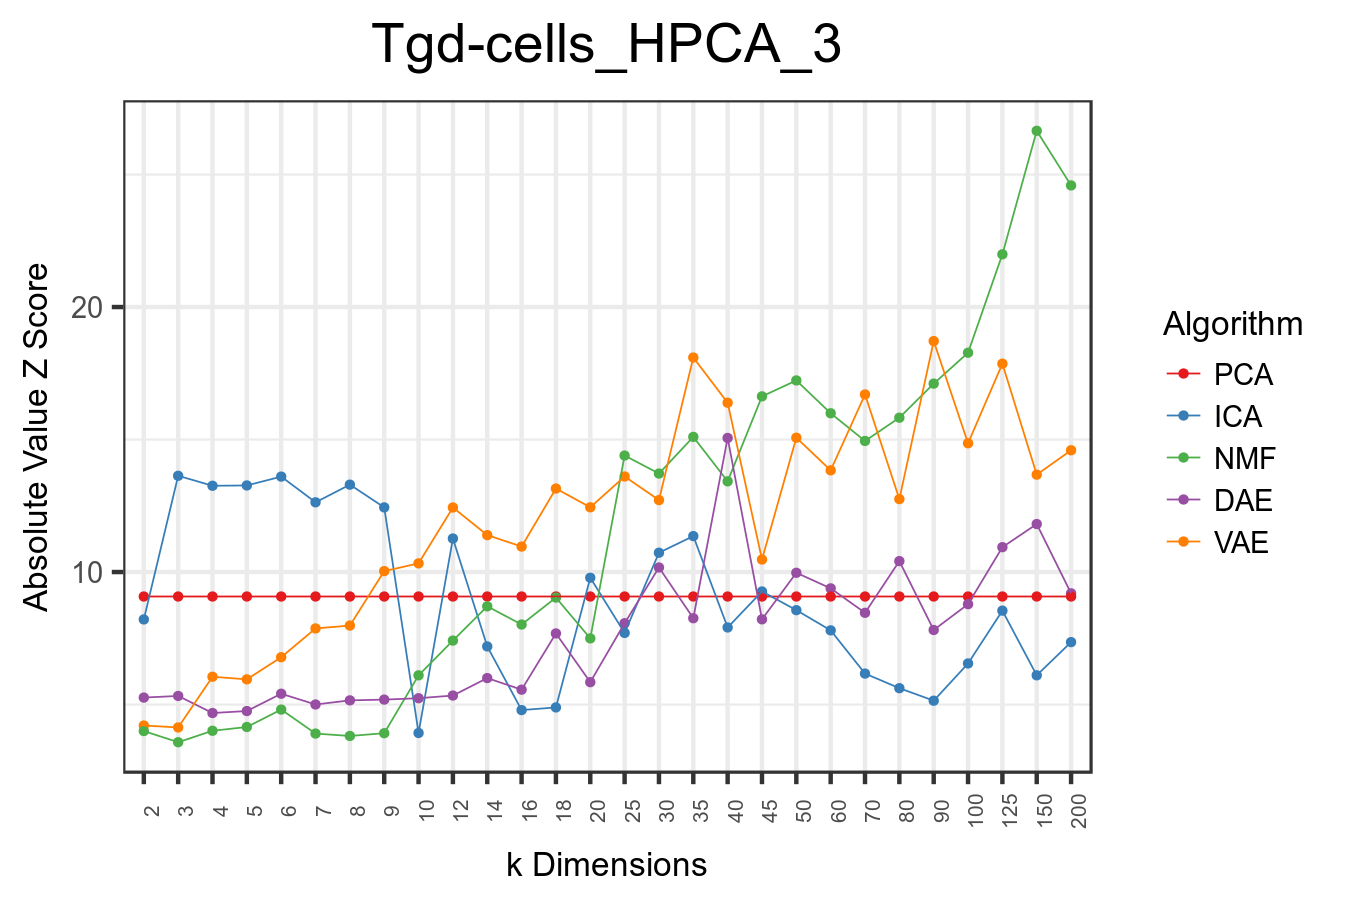 Tgd-cells_HPCA_3
Absolute Value Z Score
20
10
2 3 4 5 6 7 8 9 10 12 14 16 18 20 25 30 35 40 45 50 60 70 80 90 100 125 150 200
k Dimensions
Algorithm
PCA
ICA
NMF
DAE
VAE